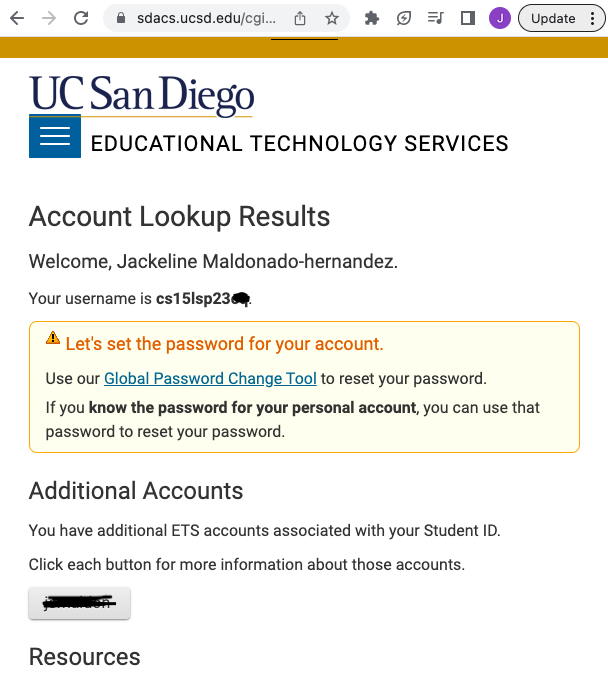 sdacs.ucsd.edu/cgi...
J
Update
UC San Diego
EDUCATIONAL TECHNOLOGY SERVICES
Account Lookup Results
Welcome, Jackeline Maldonado-hernandez.
Your username is cs15lsp23
Let's set the password for your account.
Use our Global Password Change Tool to reset your password.
If you know the password for your personal account, you can use that
password to reset your password.
Additional Accounts
You have additional ETS accounts associated with your Student ID.
Click each button for more information about those accounts.
Resources